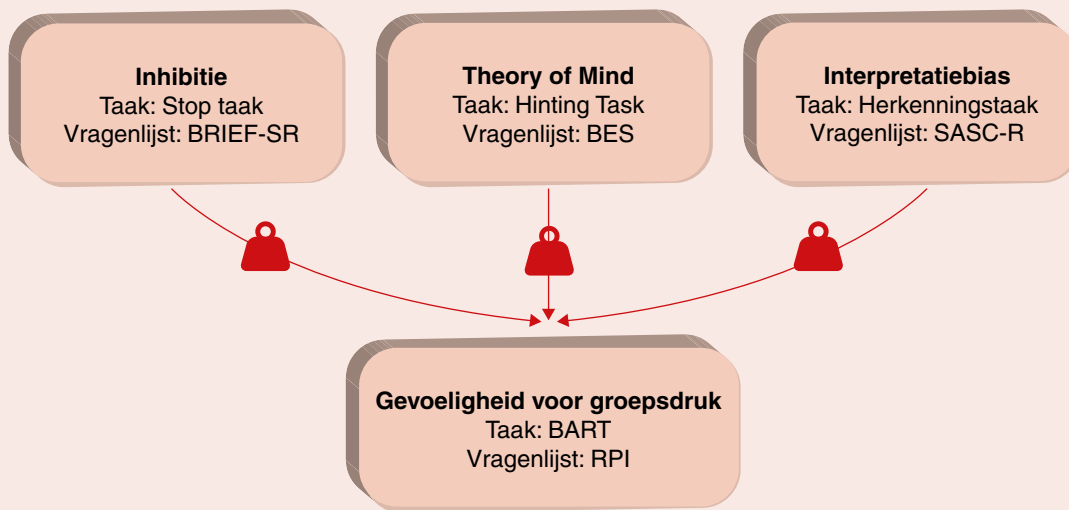 Inhibitie
Taak: Stop taak
Vragenlijst: BRIEF-SR
Theory of Mind
Taak: Hinting Task
Vragenlijst: BES
Interpretatiebias
Taak: Herkenningstaak
Vragenlijst: SASC-R
Gevoeligheid voor groepsdruk
Taak: BART
Vragenlijst: RPI